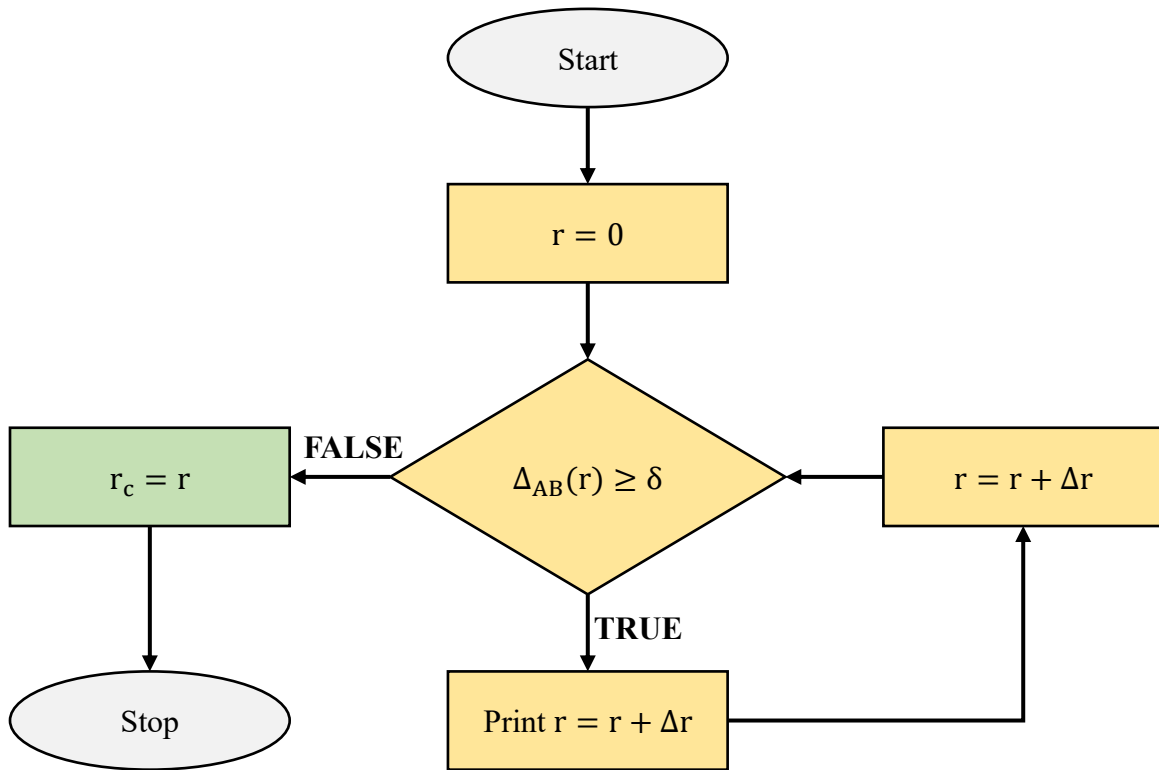 Start
r = 0
FALSE
r_c = r
Δ_AB(r) ≥ δ
r = r + Δr
TRUE
Stop
Print r = r + Δr